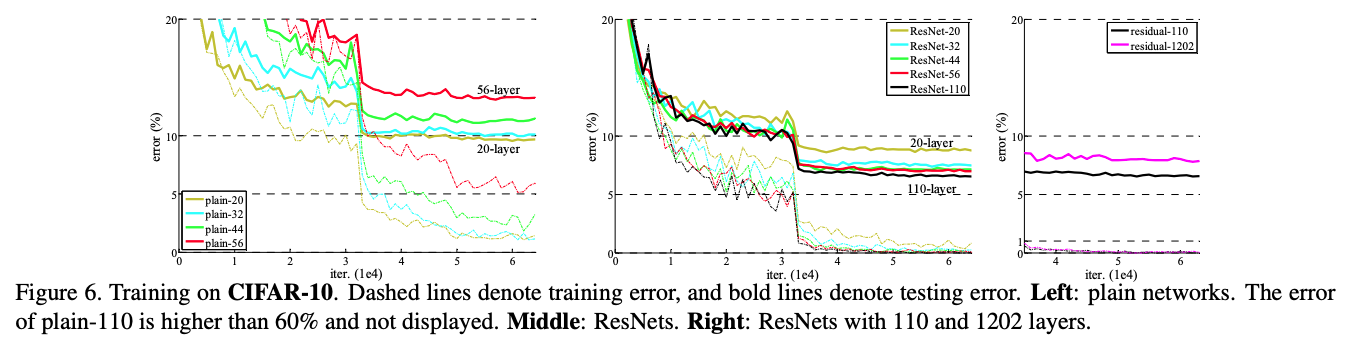 20
10
5
0
error (%)
56-layer
20-layer
plain-20
plain-32
plain-44
plain-56
0 1 2 3 4 5 6
iter. (1e4)
20
10
5
0
error (%)
ResNet-20
ResNet-32
ResNet-44
ResNet-56
ResNet-110
20-layer
110-layer
0 1 2 3 4 5 6
iter. (1e4)
20
10
5
1
0
error (%)
residual-110
residual-1202
4 5 6
iter. (1e4)
Figure 6. Training on CIFAR-10. Dashed lines denote training error, and bold lines denote testing error. Left: plain networks. The error
of plain-110 is higher than 60% and not displayed. Middle: ResNets. Right: ResNets with 110 and 1202 layers.